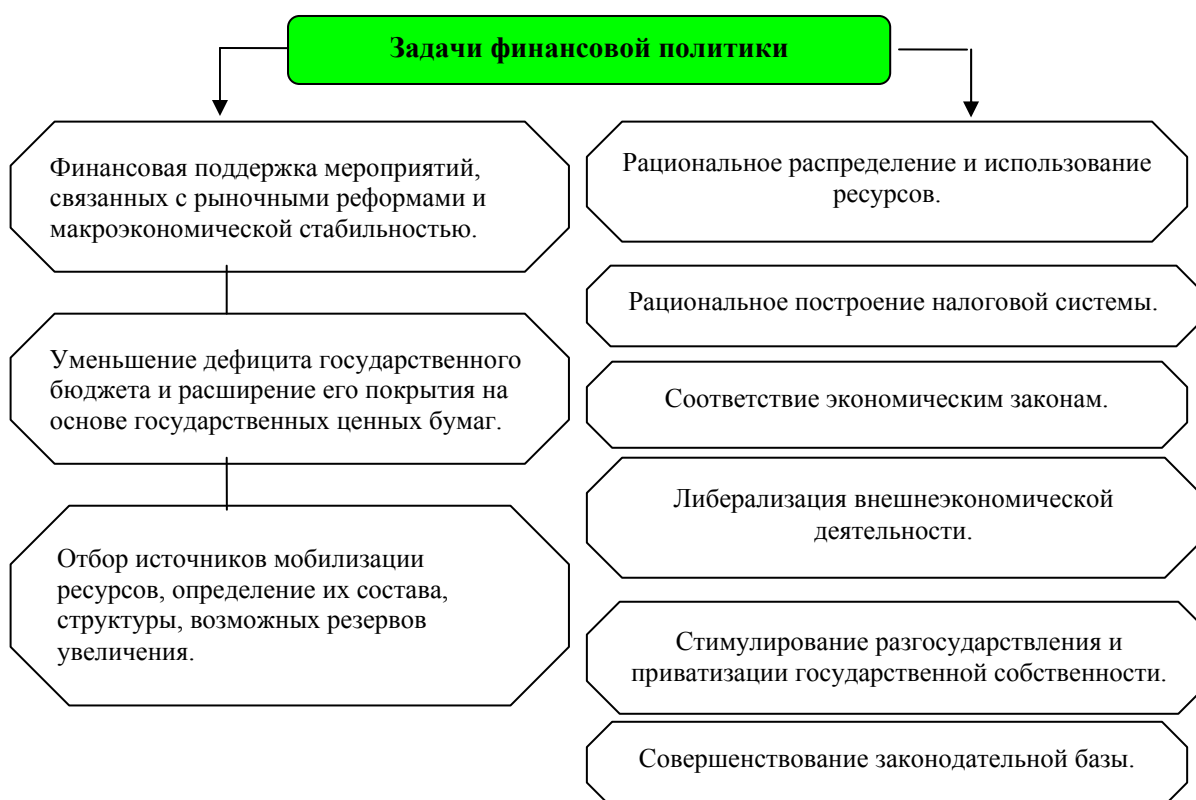 Задачи финансовой политики
Финансовая поддержка мероприятий,
связанных с рыночными реформами и
макроэкономической стабильностью.
Уменьшение дефицита государственного
бюджета и расширение его покрытия на
основе государственных ценных бумаг.
Отбор источников мобилизации
ресурсов, определение их состава,
структуры, возможных резервов
увеличения.
Рациональное распределение и использование
ресурсов.
Рациональное построение налоговой системы.
Соответствие экономическим законам.
Либерализация внешнеэкономической
деятельности.
Стимулирование разгосударствления и
приватизации государственной собственности.
Совершенствование законодательной базы.